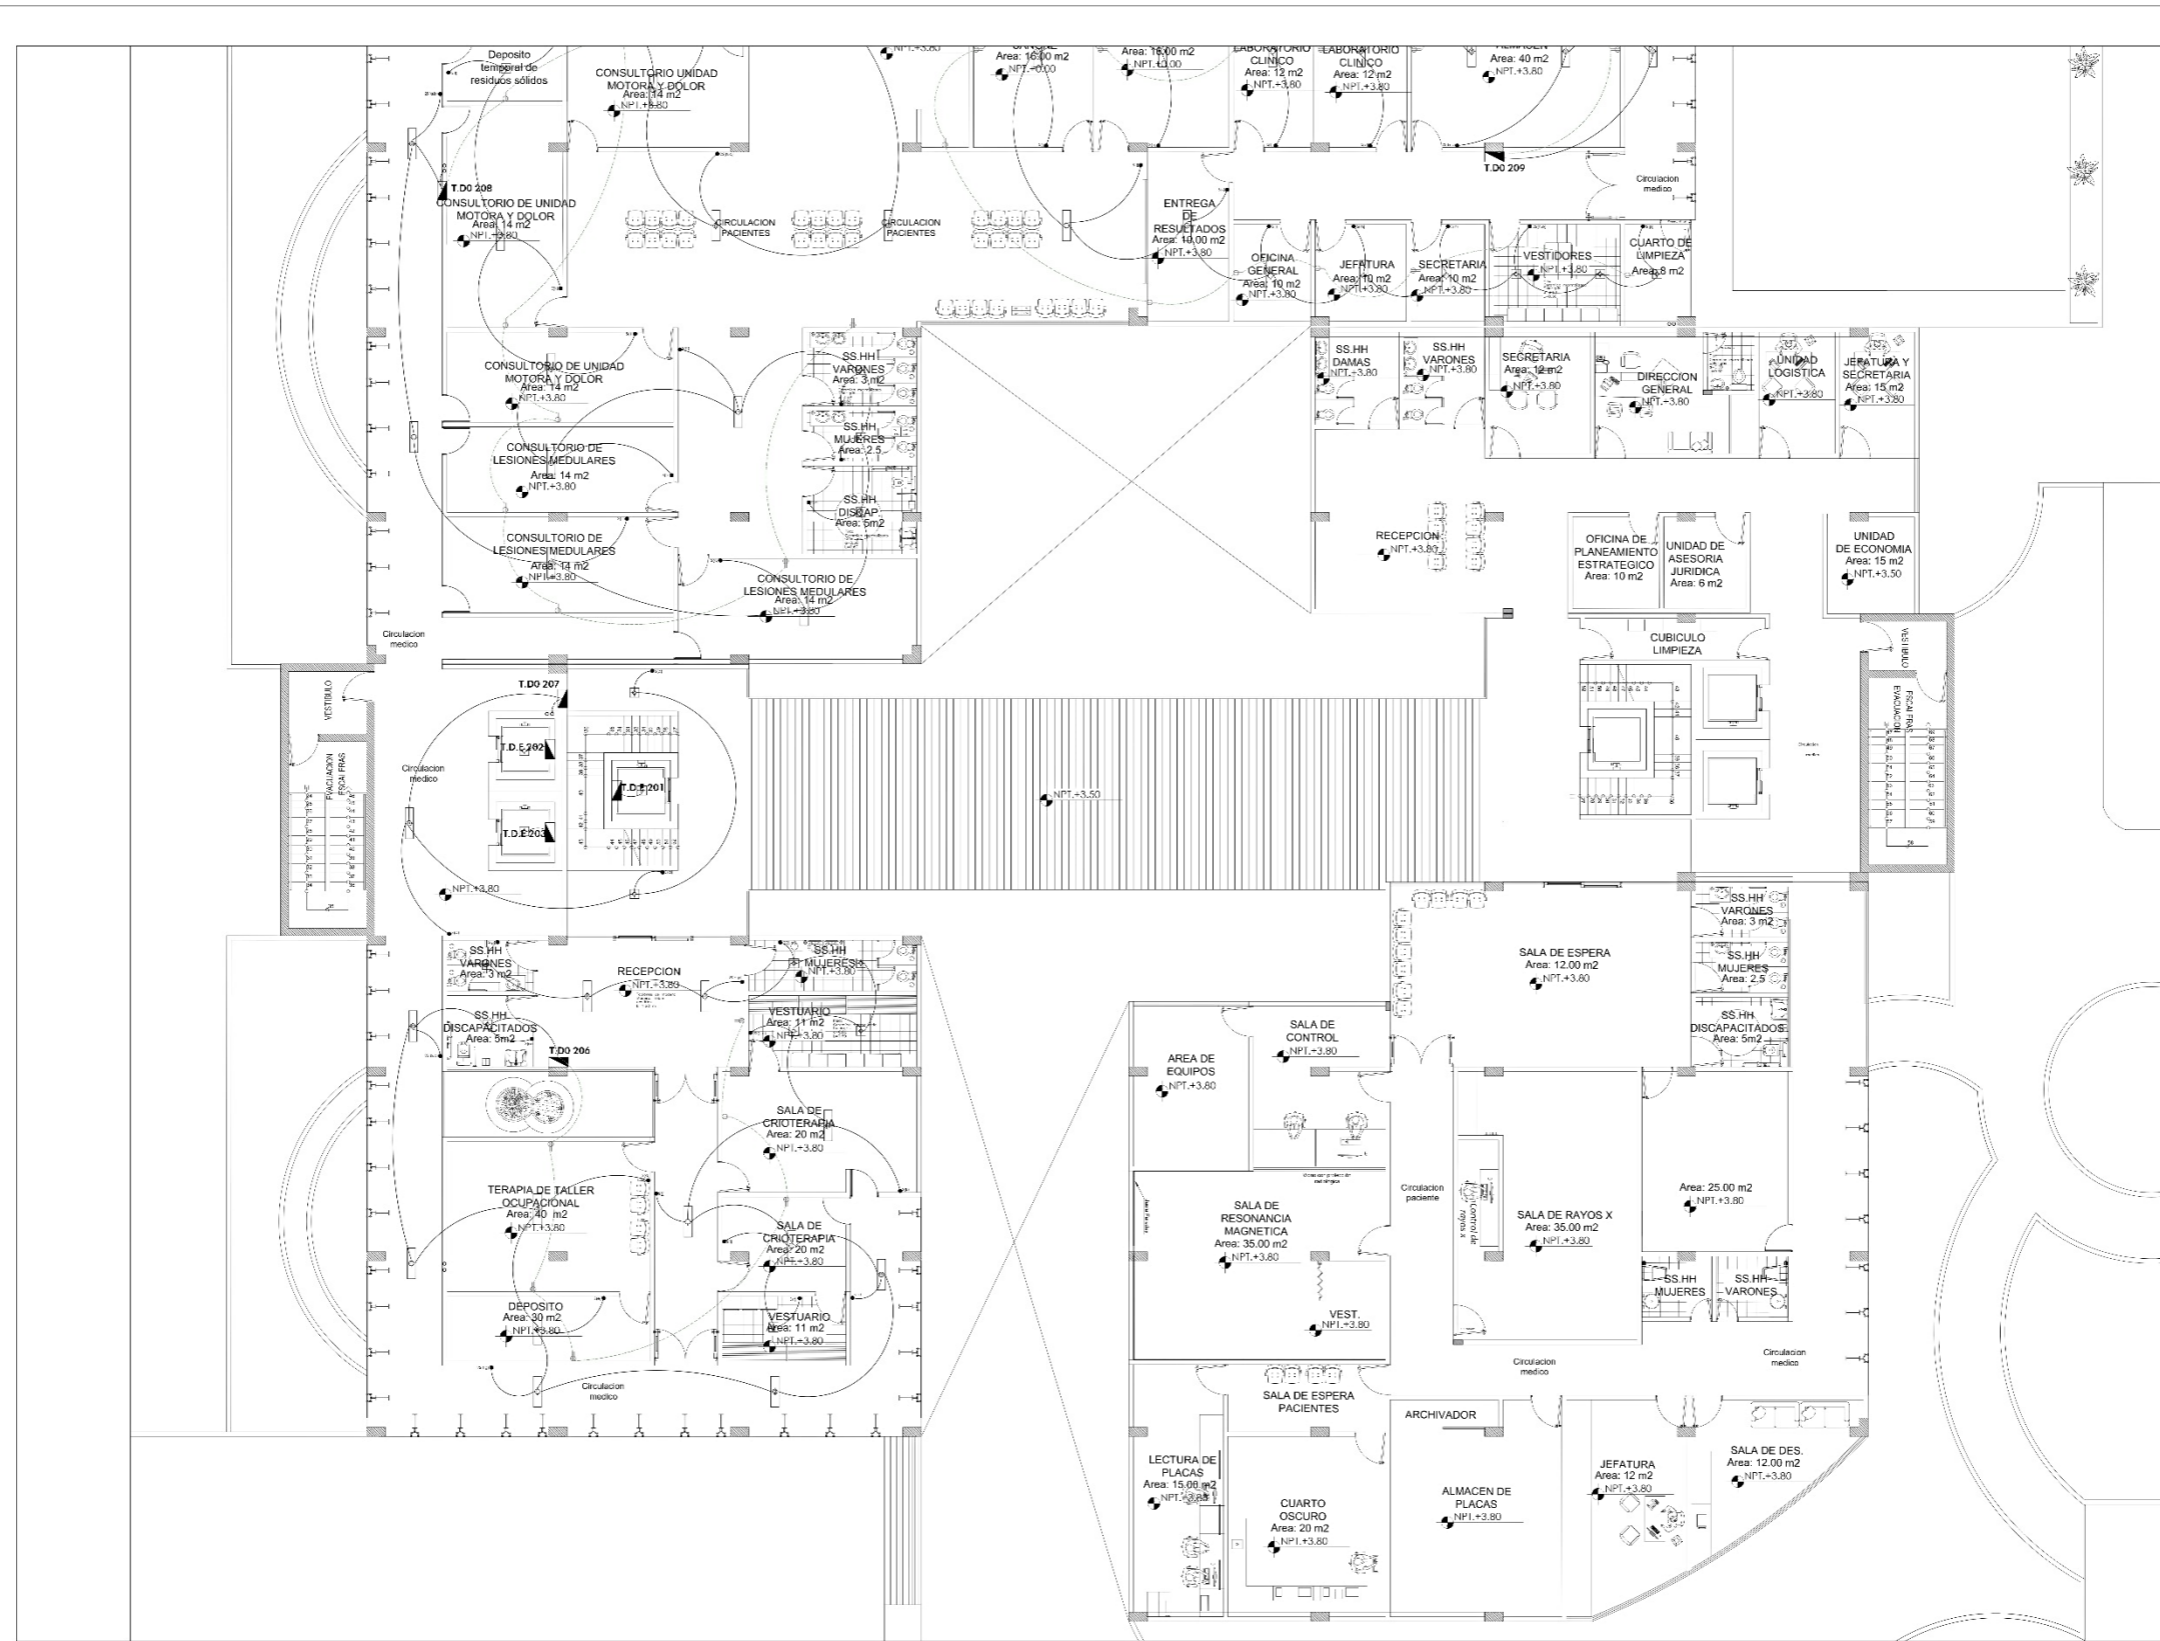 Deposito
temporal de
residuos sólidos
CONSULTORIO UNIDAD
MOTORA Y DOLOR
Area: 14 m2
NPT.+3.80
Area: 16.00 m2
NPT.+0.00
Area: 16.00 m2
NPT.+0.00
LABORATORIO
CLINICO
Area: 12 m2
NPT.+3.80
LABORATORIO
CLINICO
Area: 12 m2
NPT.+3.80
ALMACEN
Area: 40 m2
NPT.+3.80
T.D0 208
CONSULTORIO DE UNIDAD
MOTORA Y DOLOR
Area: 14 m2
NPT.+3.80
CIRCULACION
PACIENTES
CIRCULACION
PACIENTES
ENTREGA
DE
RESULTADOS
Area: 10.00 m2
NPT.+3.80
T.D0 209
Circulacion
medico
OFICINA
GENERAL
Area: 10 m2
NPT.+3.80
JEFATURA
Area: 10 m2
NPT.+3.80
SECRETARIA
Area: 10 m2
NPT.+3.80
VESTIDORES
NPT.+3.80
CUARTO DE
LIMPIEZA
Area: 8 m2
CONSULTORIO DE UNIDAD
MOTORA Y DOLOR
Area: 14 m2
NPT.+3.80
SS.HH
VARONES
Area: 3 m2
SS.HH
MUJERES
Area: 2.5
SS.HH
DISCAP.
Area: 5m2
CONSULTORIO DE
LESIONES MEDULARES
Area: 14 m2
NPT.+3.80
CONSULTORIO DE
LESIONES MEDULARES
Area: 14 m2
NPT.+3.80
CONSULTORIO DE
LESIONES MEDULARES
Area: 14 m2
NPT.+3.80
Circulacion
medico
SS.HH
DAMAS
NPT.+3.80
SS.HH
VARONES
NPT.+3.80
SECRETARIA
Area: 12 m2
NPT.+3.80
DIRECCION
GENERAL
NPT.+3.80
UNIDAD
LOGISTICA
NPT.+3.80
JEFATURA Y
SECRETARIA
Area: 15 m2
NPT.+3.80
RECEPCION
NPT.+3.80
OFICINA DE
PLANEAMIENTO
ESTRATEGICO
Area: 10 m2
UNIDAD DE
ASESORIA
JURIDICA
Area: 6 m2
UNIDAD
DE ECONOMIA
Area: 15 m2
NPT.+3.50
CUBICULO
LIMPIEZA
VESTIBULO
ESCALERAS
EVACUACION
VESTIBULO
EVACUACION
ESCALERAS
T.D0 207
T.D.E 202
T.D.E 201
T.D.E 203
Circulacion
medico
NPT.+3.80
NPT.+3.50
SS.HH
VARONES
Area: 3 m2
RECEPCION
NPT.+3.80
SS.HH
MUJERES
NPT.+3.80
SS.HH.
DISCAPACITADOS
Area: 5m2
T.D0 206
VESTUARIO
Area: 11 m2
NPT.+3.80
SALA DE
CRIOTERAPIA
Area: 20 m2
NPT.+3.80
TERAPIA DE TALLER
OCUPACIONAL
Area: 40 m2
NPT.+3.80
SALA DE
CRIOTERAPIA
Area: 20 m2
NPT.+3.80
DEPOSITO
Area: 30 m2
NPT.+3.80
VESTUARIO
Area: 11 m2
NPT.+3.80
Circulacion
medico
SALA DE ESPERA
Area: 12.00 m2
NPT.+3.80
SS.HH
VARONES
Area: 3 m2
SS.HH
MUJERES
Area: 2.5
SS.HH
DISCAPACITADOS
Area: 5m2
AREA DE
EQUIPOS
NPT.+3.80
SALA DE
CONTROL
NPT.+3.80
SALA DE
RESONANCIA
MAGNETICA
Area: 35.00 m2
NPT.+3.80
VEST.
NPT.+3.80
Circulacion
paciente
Control de
rayos x
SALA DE RAYOS X
Area: 35.00 m2
NPT.+3.80
Area: 25.00 m2
NPT.+3.80
SS.HH
MUJERES
SS.HH
VARONES
Circulacion
medico
Circulacion
medico
SALA DE ESPERA
PACIENTES
ARCHIVADOR
LECTURA DE
PLACAS
Area: 15.00 m2
NPT.+3.80
CUARTO
OSCURO
Area: 20 m2
NPT.+3.80
ALMACEN DE
PLACAS
NPT.+3.80
JEFATURA
Area: 12 m2
NPT.+3.80
SALA DE DES.
Area: 12.00 m2
NPT.+3.80